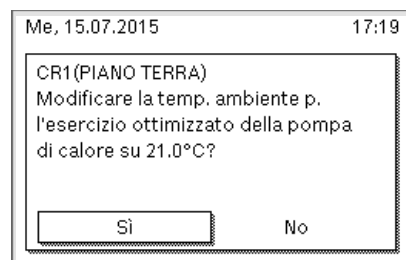 Me, 15.07.2015 17:19
CR1(PIANO TERRA)
Modificare la temp. ambiente p.
l'esercizio ottimizzato della pompa
di calore su 21.0°C?
Sì No